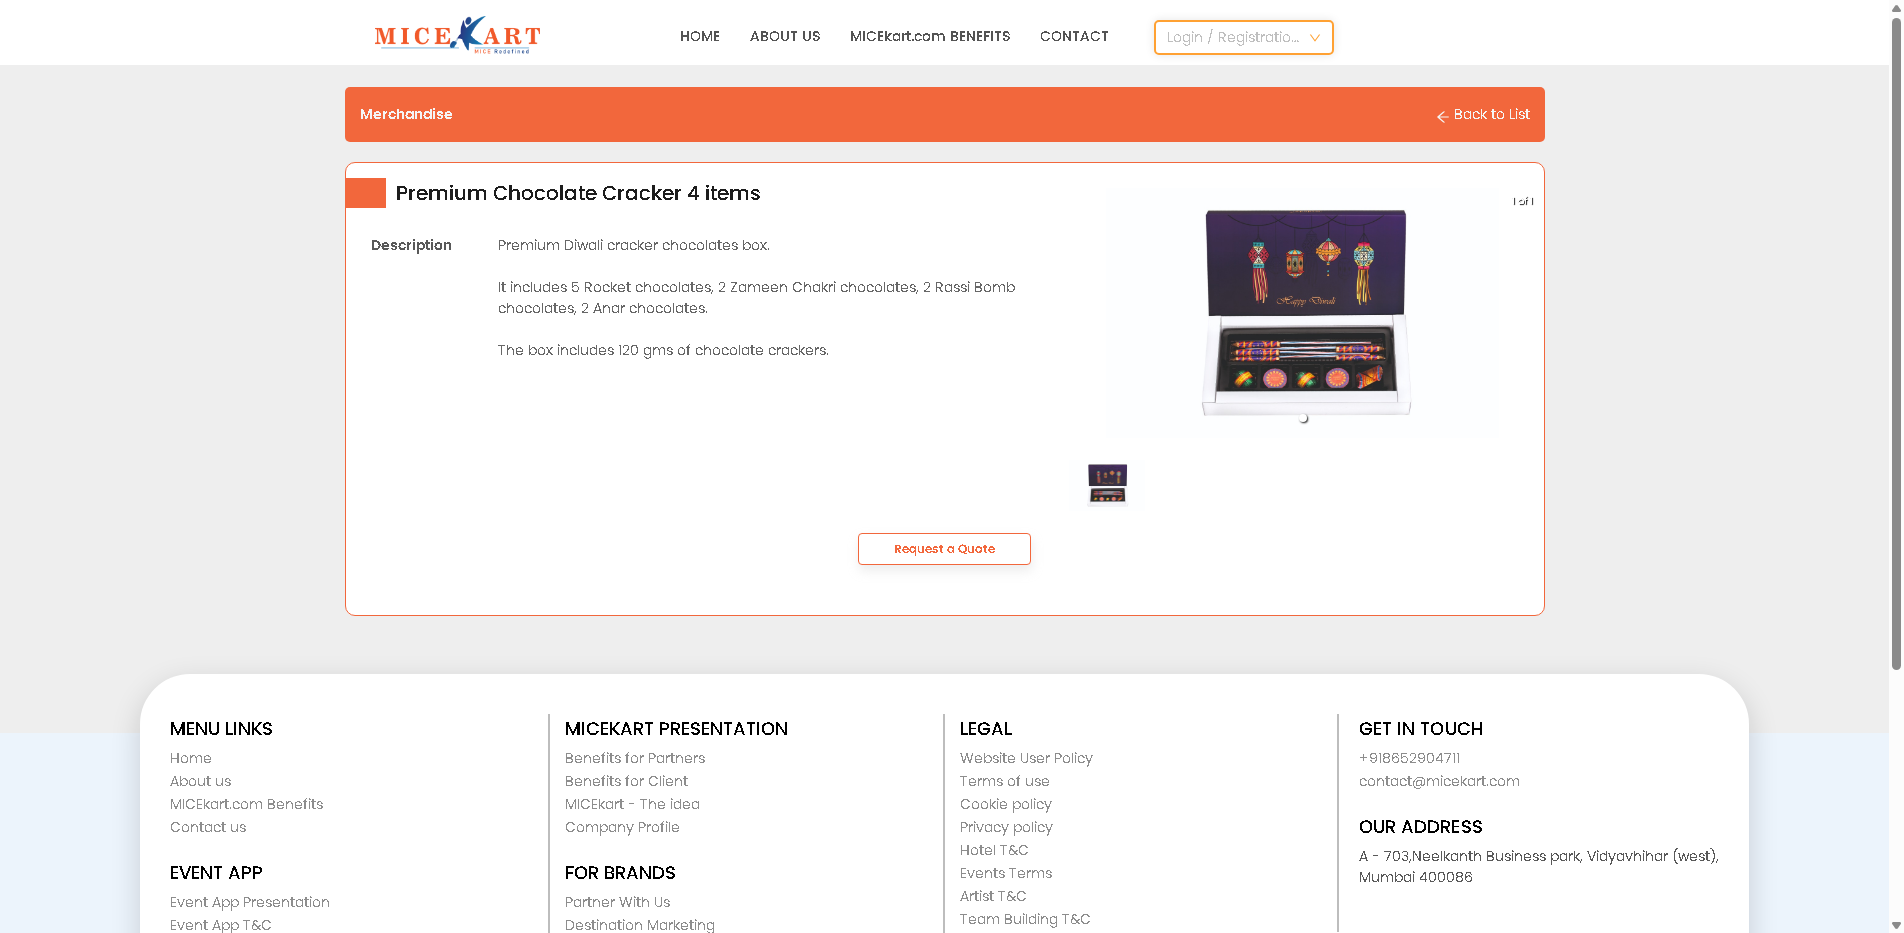 MICEKART
MICE Redefined
HOME
ABOUT US
MICEkart.com BENEFITS
CONTACT
Login / Registratio...
Merchandise
Back to List
Premium Chocolate Cracker 4 items
1 of 1
Description
Premium Diwali cracker chocolates box.
It includes 5 Rocket chocolates, 2 Zameen Chakri chocolates, 2 Rassi Bomb
chocolates, 2 Anar chocolates.
The box includes 120 gms of chocolate crackers.
Happy Diwali
Request a Quote
MENU LINKS
Home
About us
MICEkart.com Benefits
Contact us
EVENT APP
Event App Presentation
Event App T&C
MICEKART PRESENTATION
Benefits for Partners
Benefits for Client
MICEkart - The idea
Company Profile
FOR BRANDS
Partner With Us
Destination Marketing
LEGAL
Website User Policy
Terms of use
Cookie policy
Privacy policy
Hotel T&C
Events Terms
Artist T&C
Team Building T&C
GET IN TOUCH
+918652904711
contact@micekart.com
OUR ADDRESS
A - 703,Neelkanth Business park, Vidyavhihar (west),
Mumbai 400086